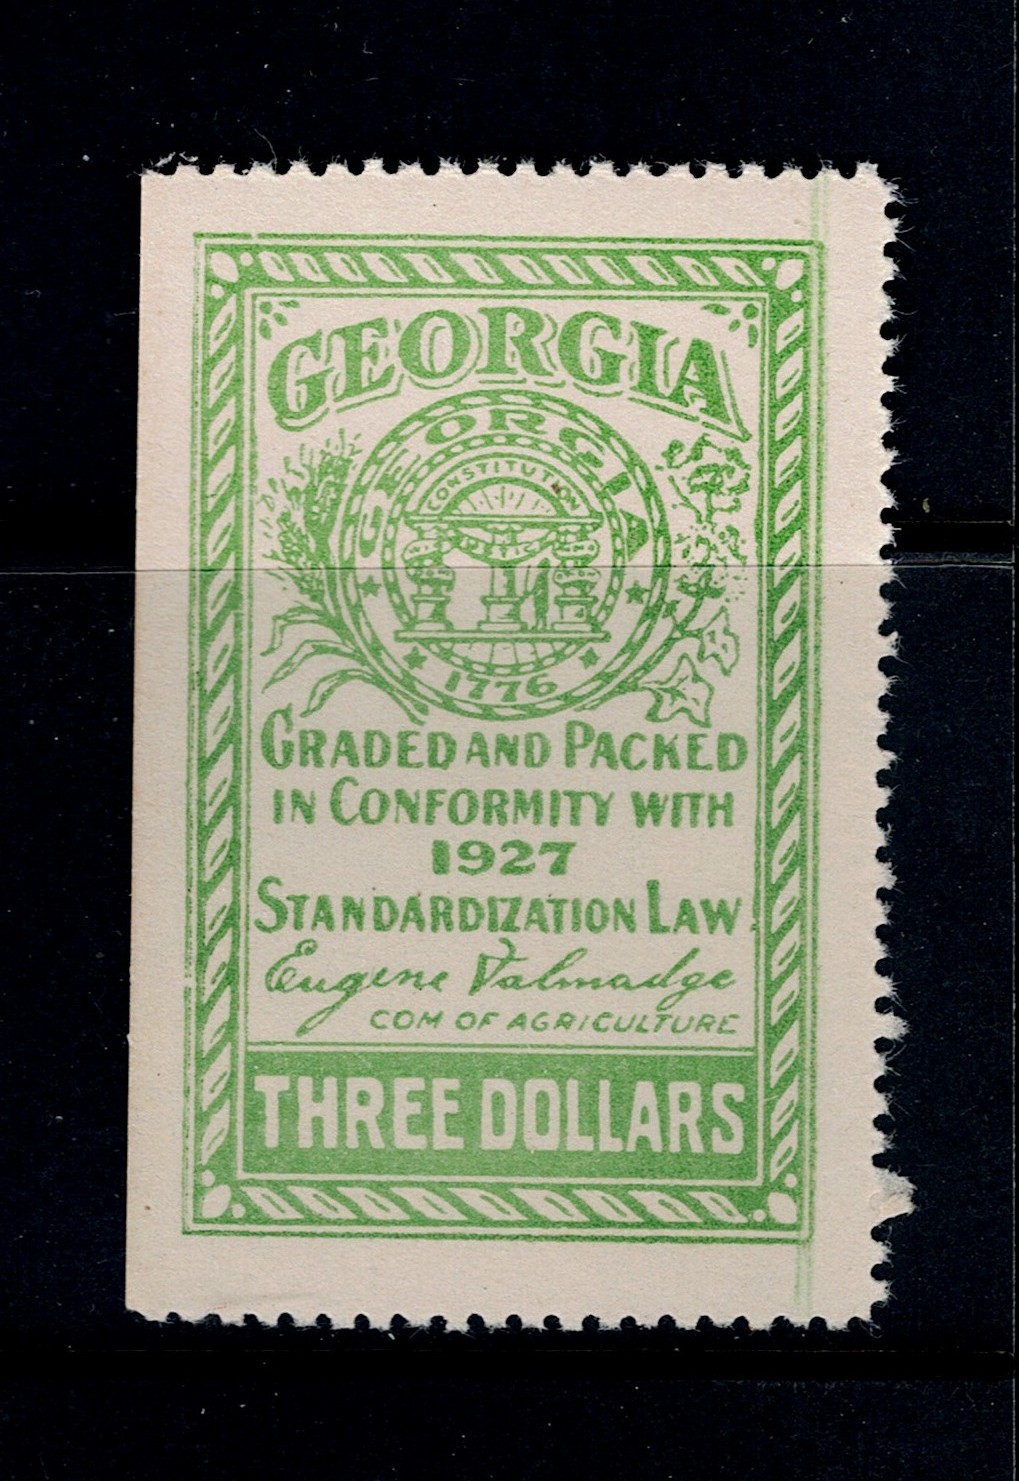 GEORGIA
GEORGIA
CONSTITUTION
1776
GRADED AND PACKED
IN CONFORMITY WITH
1927
STANDARDIZATION LAW
Eugene Talmadge
COM OF AGRICULTURE
THREE DOLLARS